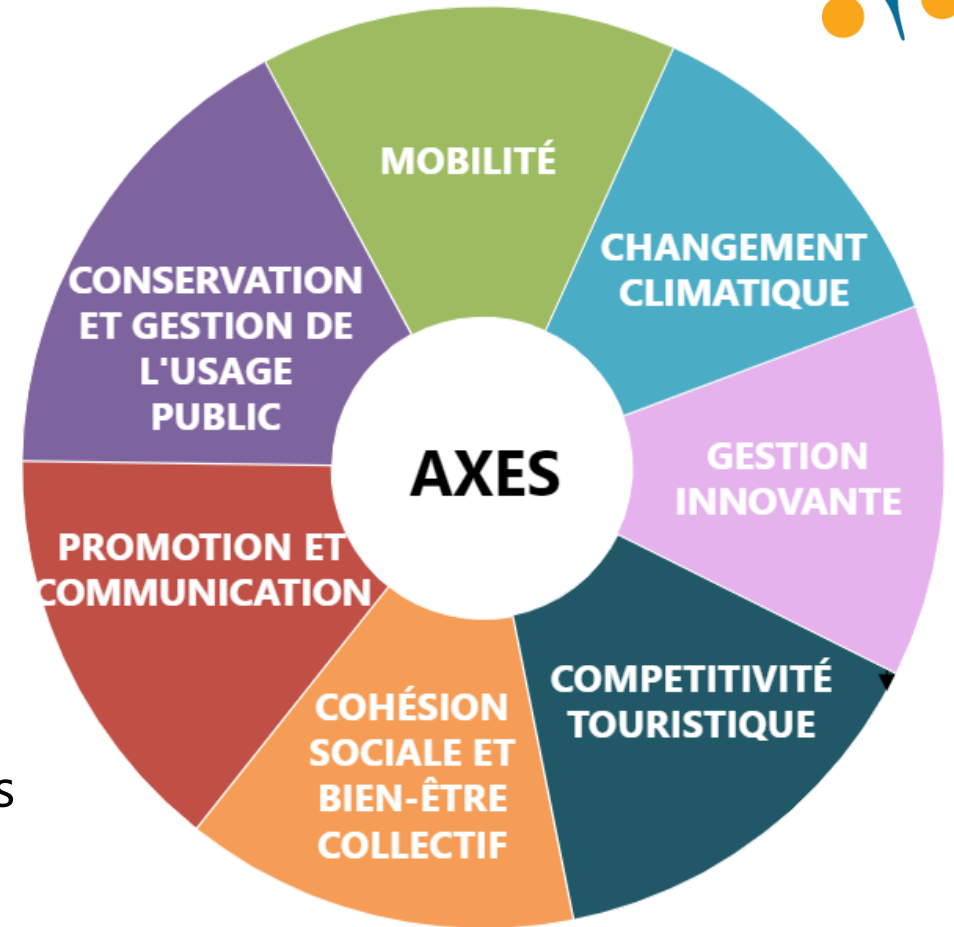 MOBILITÉ
CHANGEMENT
CLIMATIQUE
CONSERVATION
ET GESTION DE
L'USAGE
PUBLIC
GESTION
INNOVANTE
AXES
PROMOTION ET
COMMUNICATION
COMPETITIVITÉ
TOURISTIQUE
COHÉSION
SOCIALE ET
BIEN-ÊTRE
COLLECTIF
s